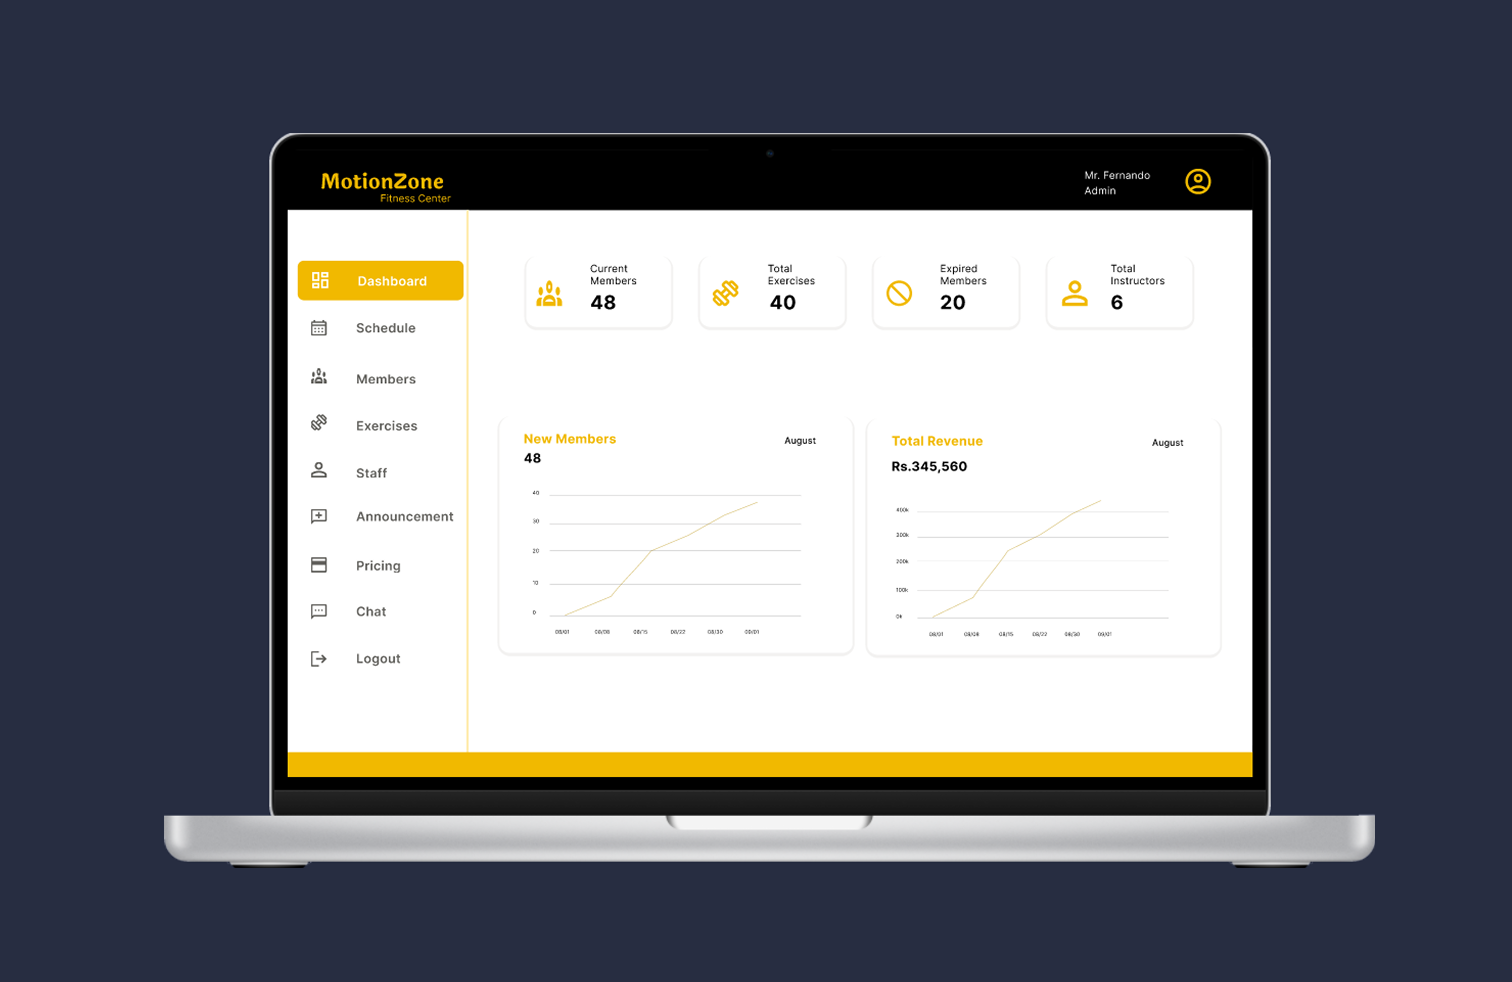 MotionZone
Fitness Center
Mr. Fernando
Admin
Dashboard
Schedule
Members
Exercises
Staff
Announcement
Pricing
Chat
Logout
Current
Members
48
Total
Exercises
40
Expired
Members
20
Total
Instructors
6
New Members
48
August
40
30
20
10
0
08/01 08/08 08/15 08/22 08/30 09/01
Total Revenue
Rs.345,560
August
400k
300k
200k
100k
0k
08/01 08/08 08/15 08/22 08/30 09/01